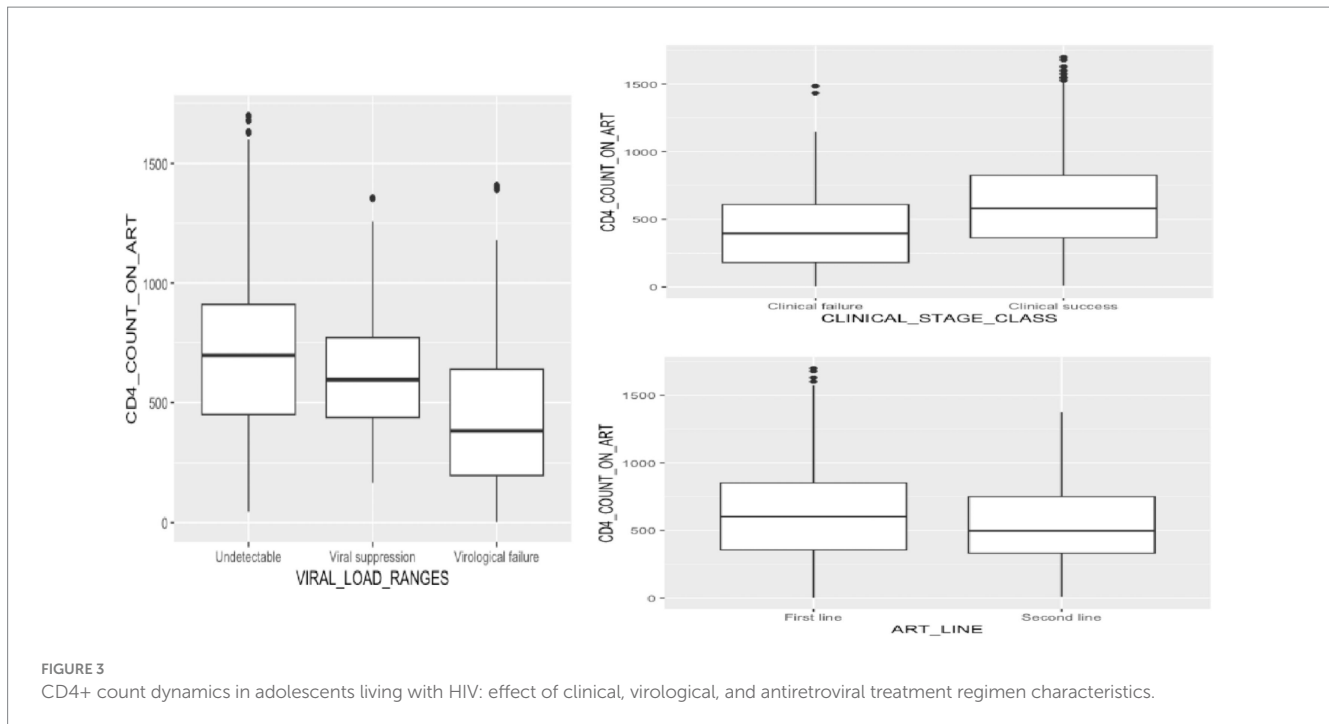 CD4_COUNT_ON_ART
1500
1000
500
0
Undetectable Viral suppression Virological failure
VIRAL_LOAD_RANGES
CD4_COUNT_ON_ART
1500
1000
500
0
Clinical failure Clinical success
CLINICAL_STAGE_CLASS
CD4_COUNT_ON_ART
1500
1000
500
0
First line Second line
ART_LINE
FIGURE 3
CD4+ count dynamics in adolescents living with HIV: effect of clinical, virological, and antiretroviral treatment regimen characteristics.